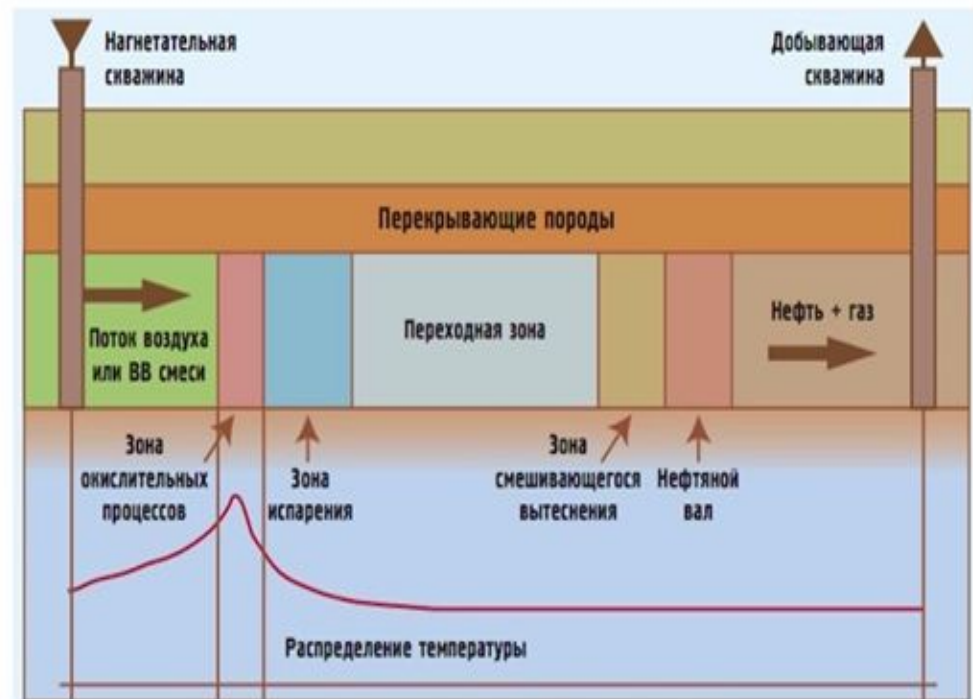 Нагнетательная
скважина
Добывающая
скважина
Перекрывающие породы
Поток воздуха
или ВВ смеси
Переходная зона
Нефть + газ
Зона
окислительных
процессов
Зона
испарения
Зона
смешивающегося
вытеснения
Нефтяной
вал
Распределение температуры